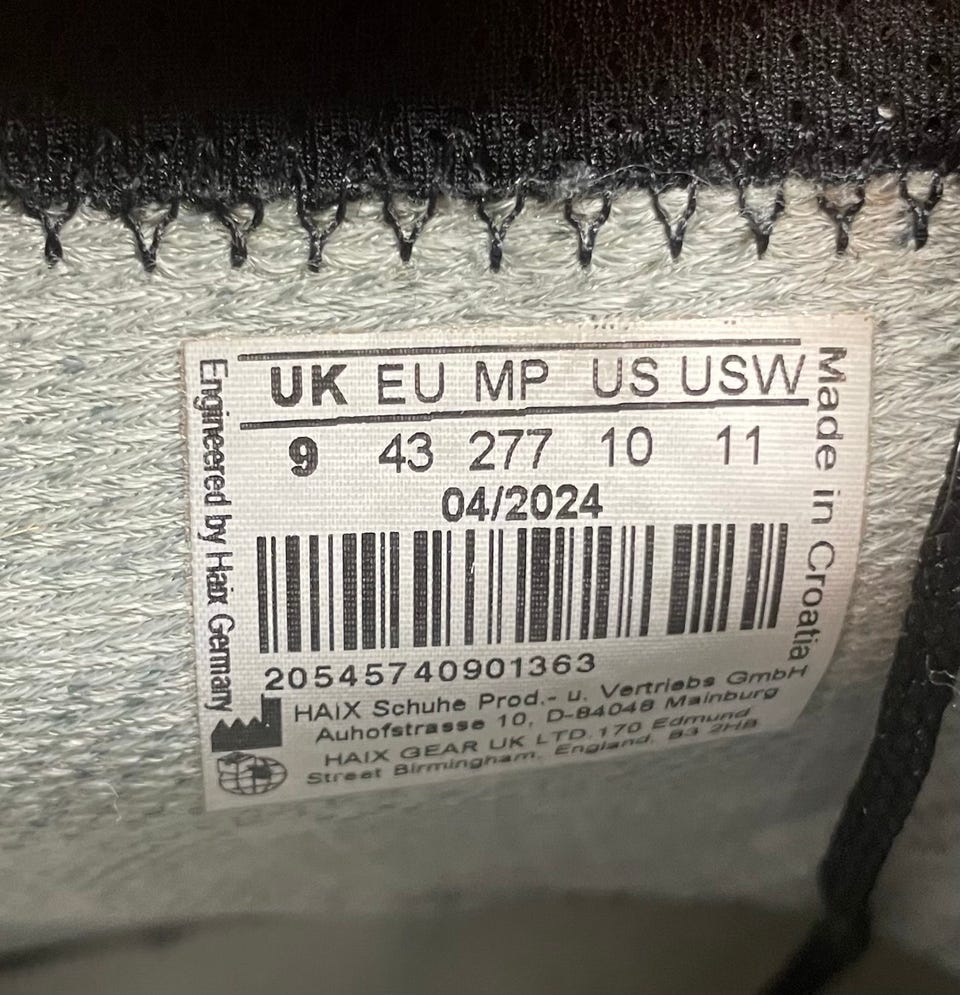 UK EU MP US USW
9 43 277 10 11
04/2024
20545740901363
HAIX Schuhe Prod.- u. Vertriebs GmbH
Auhofstrasse 10, D-84048 Mainburg
HAIX GEAR UK LTD.170 Edmund
Street Birmingham, England, B3 2HB
Engineered by Haix Germany
Made in Croatia